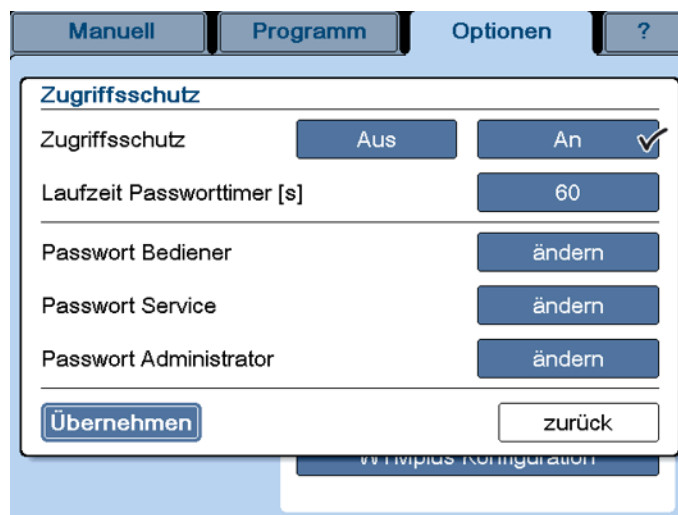 Manuell Programm Optionen ?
Zugriffsschutz
Zugriffsschutz Aus An
Laufzeit Passworttimer [s] 60
Passwort Bediener ändern
Passwort Service ändern
Passwort Administrator ändern
Übernehmen zurück
Konfiguration